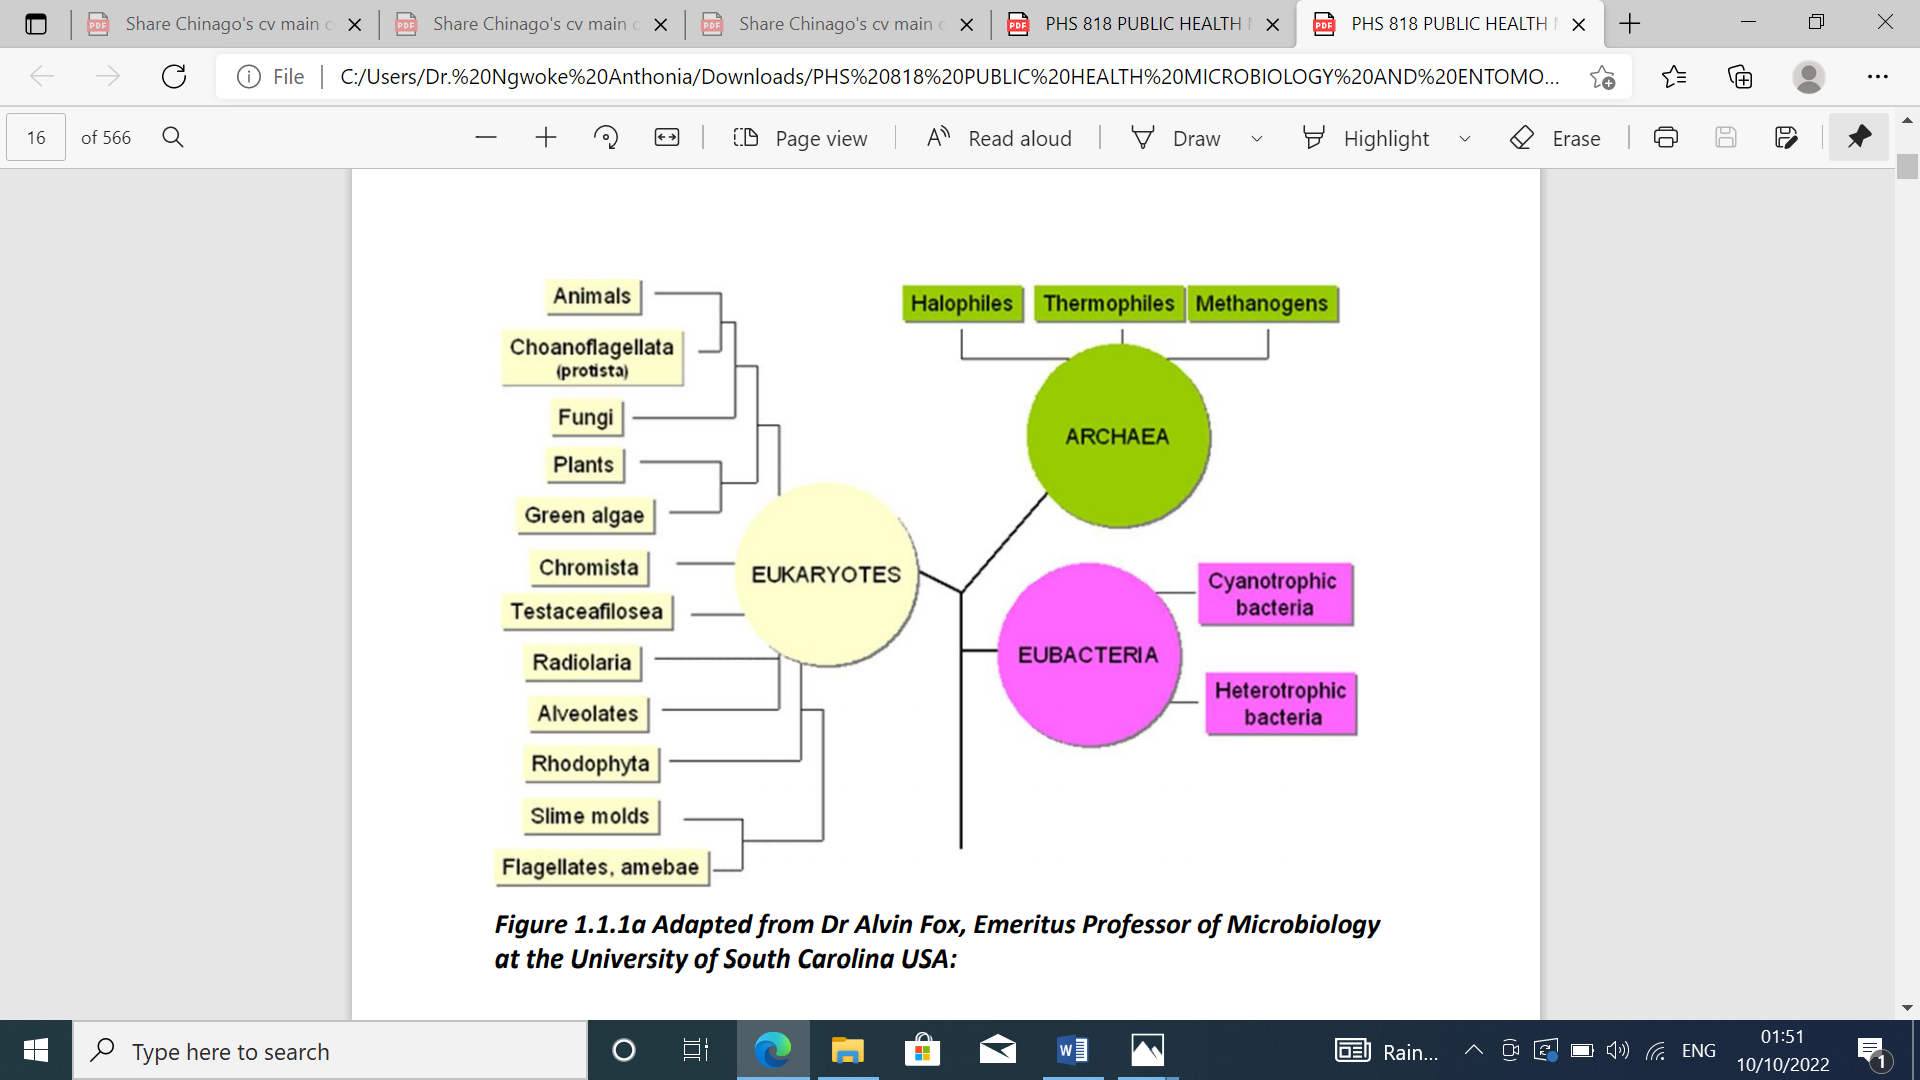 Share Chinago's cv main c
Share Chinago's cv main c
Share Chinago's cv main c
PHS 818 PUBLIC HEALTH M
PHS 818 PUBLIC HEALTH M
File
C:/Users/Dr.%20Ngwoke%20Anthonia/Downloads/PHS%20818%20PUBLIC%20HEALTH%20MICROBIOLOGY%20AND%20ENTOMO...
16 of 566
Page view
Read aloud
Draw
Highlight
Erase
Animals
Choanoflagellata
(protista)
Fungi
Plants
Green algae
Chromista
Testaceafilosea
Radiolaria
Alveolates
Rhodophyta
Slime molds
Flagellates, amebae
EUKARYOTES
Halophiles
Thermophiles
Methanogens
ARCHAEA
EUBACTERIA
Cyanotrophic
bacteria
Heterotrophic
bacteria
Figure 1.1.1a Adapted from Dr Alvin Fox, Emeritus Professor of Microbiology
at the University of South Carolina USA:
Type here to search
Rain...
ENG
01:51
10/10/2022
1